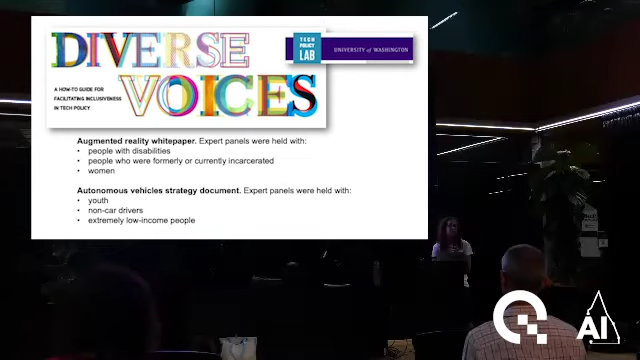 DIVERSE
VOICES
A HOW-TO GUIDE FOR
FACILITATING INCLUSIVENESS
IN TECH POLICY
TECH
POLICY
LAB
UNIVERSITY of WASHINGTON
Augmented reality whitepaper. Expert panels were held with:
• people with disabilities
• people who were formerly or currently incarcerated
• women
Autonomous vehicles strategy document. Expert panels were held with:
• youth
• non-car drivers
• extremely low-income people
AI